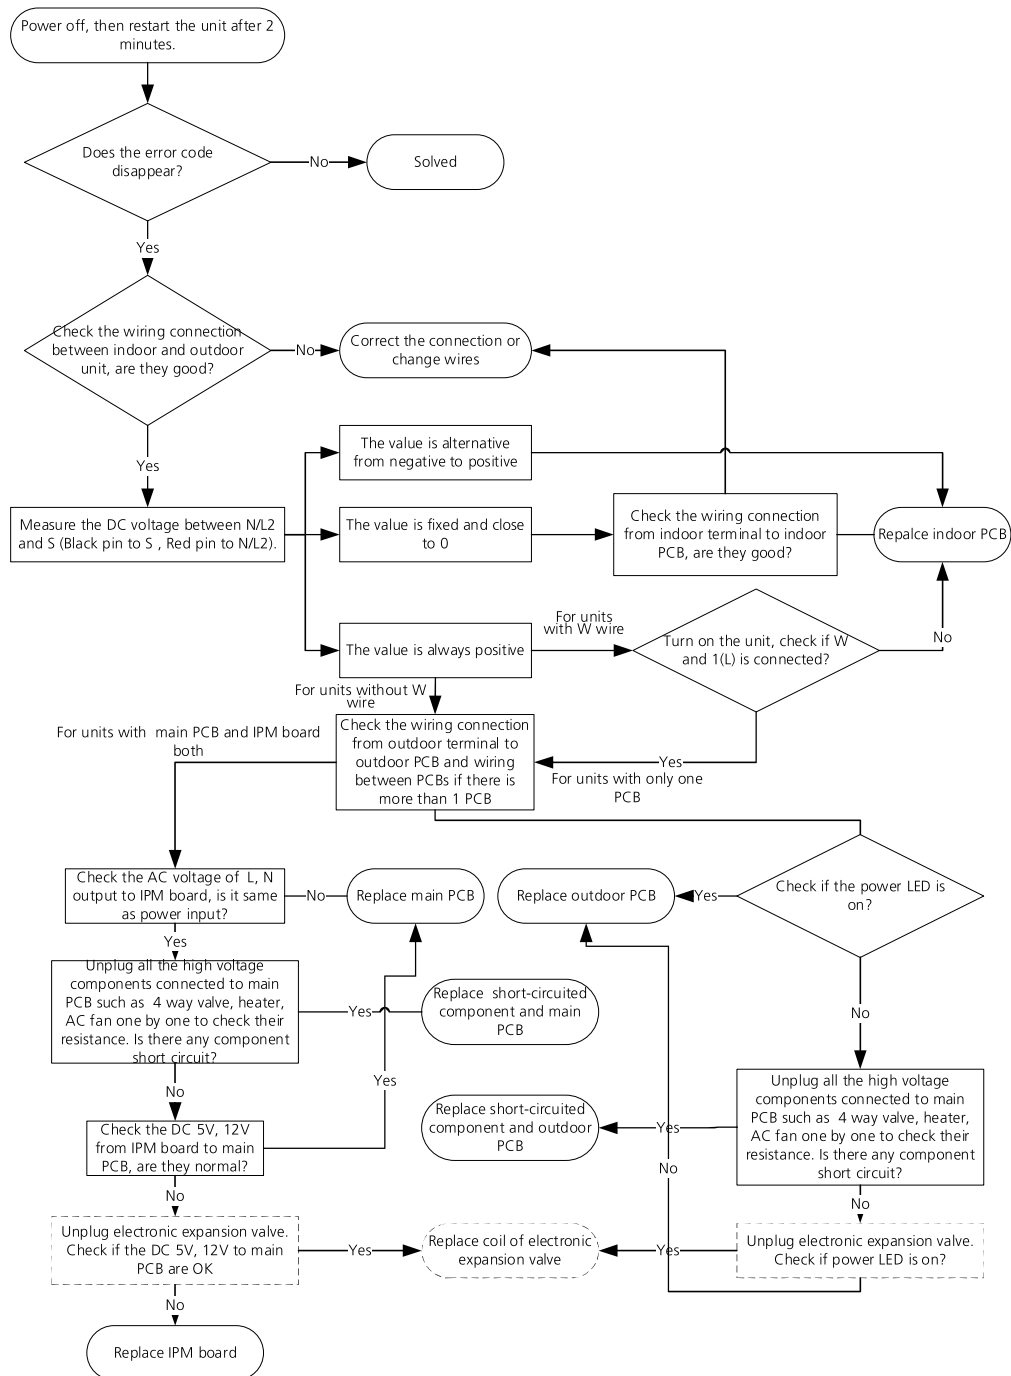 Power off, then restart the unit after 2
minutes.
Does the error code
disappear?
No
Solved
Yes
Check the wiring connection
between indoor and outdoor
unit, are they good?
No
Correct the connection or
change wires
Yes
The value is alternative
from negative to positive
Measure the DC voltage between N/L2
and S (Black pin to S , Red pin to N/L2).
The value is fixed and close
to 0
Check the wiring connection
from indoor terminal to indoor
PCB, are they good?
Repalce indoor PCB
For units
with W wire
The value is always positive
Turn on the unit, check if W
and 1(L) is connected?
No
For units without W
wire
For units with  main PCB and IPM board
both
Check the wiring connection
from outdoor terminal to
outdoor PCB and wiring
between PCBs if there is
more than 1 PCB
Yes
For units with only one
PCB
Check the AC voltage of  L, N
output to IPM board, is it same
as power input?
No
Replace main PCB
Replace outdoor PCB
Yes
Check if the power LED is
on?
Yes
Unplug all the high voltage
components connected to main
PCB such as  4 way valve, heater,
AC fan one by one to check their
resistance. Is there any component
short circuit?
Yes
Replace  short-circuited
component and main
PCB
No
No
Yes
Unplug all the high voltage
components connected to main
PCB such as  4 way valve, heater,
AC fan one by one to check their
resistance. Is there any component
short circuit?
Check the DC 5V, 12V
from IPM board to main
PCB, are they normal?
Replace short-circuited
component and outdoor
PCB
Yes
No
No
No
Unplug electronic expansion valve.
Check if the DC 5V, 12V to main
PCB are OK
Yes
Replace coil of electronic
expansion valve
Yes
Unplug electronic expansion valve.
Check if power LED is on?
No
Replace IPM board